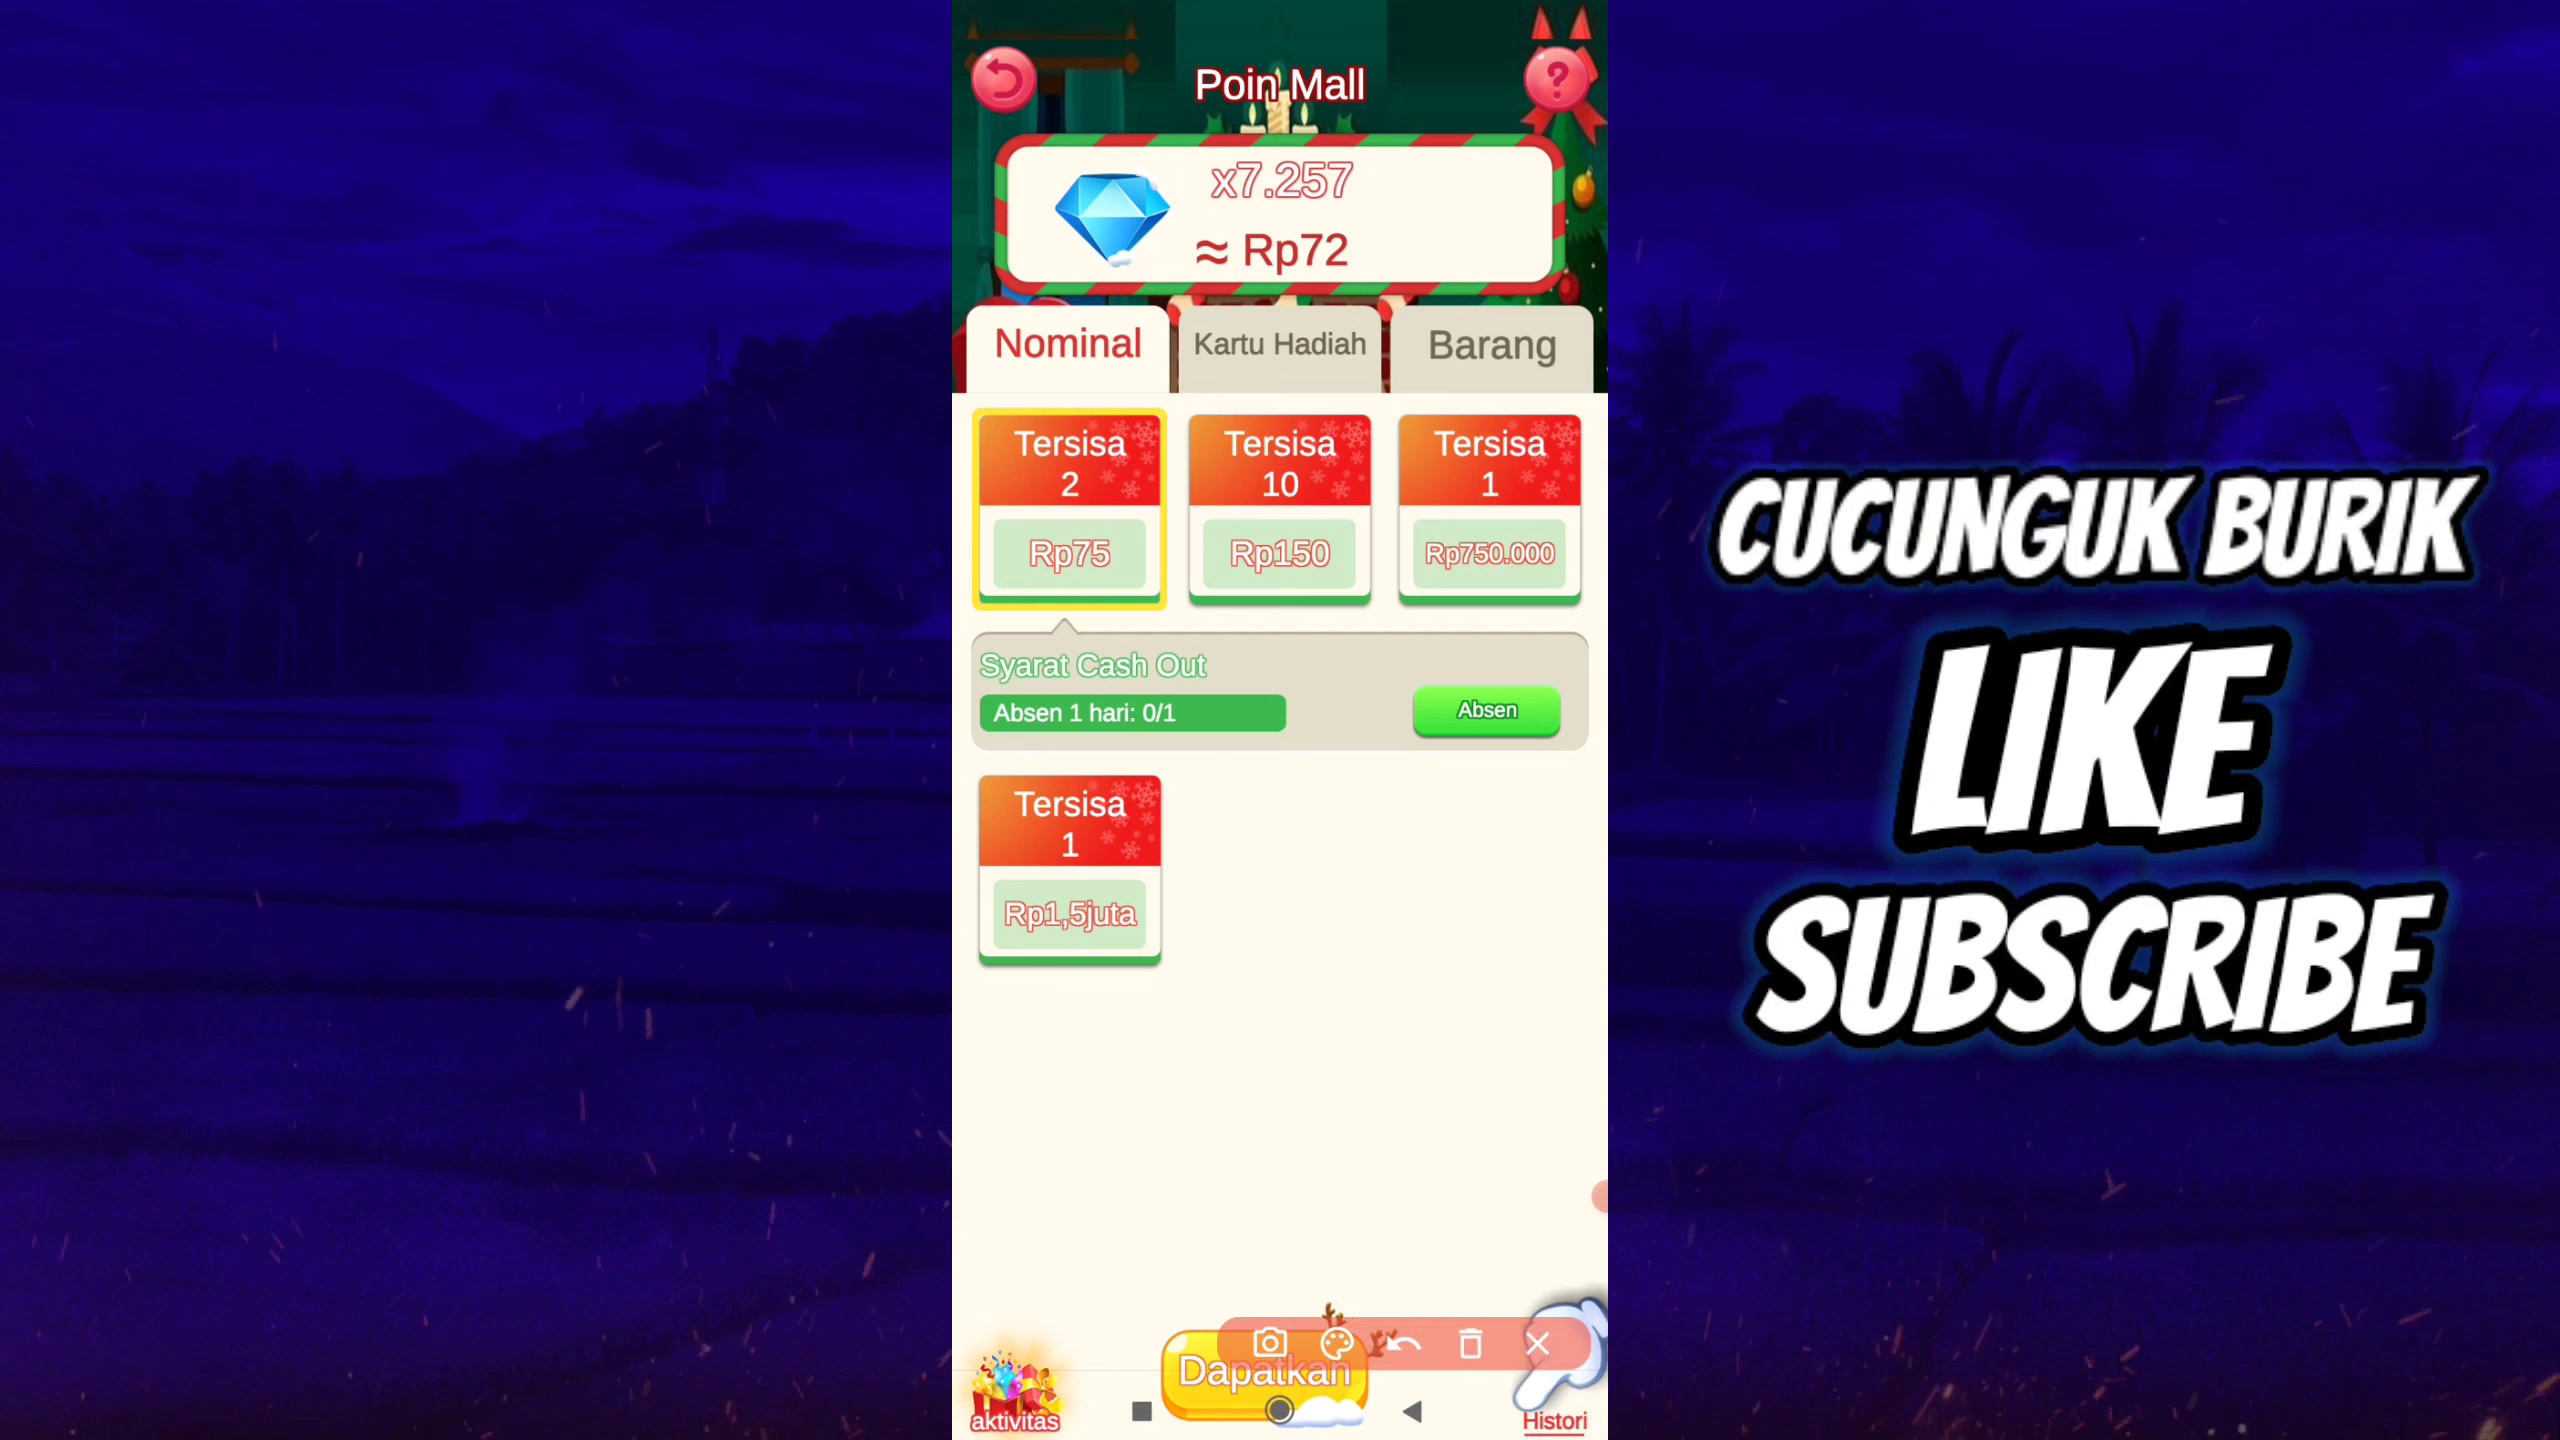 Poin Mall
x7.257
≈ Rp72
Nominal
Kartu Hadiah
Barang
Tersisa
2
Rp75
Tersisa
10
Rp150
Tersisa
1
Rp750.000
Syarat Cash Out
Absen 1 hari: 0/1
Absen
Tersisa
1
Rp1,5juta
aktivitas
Dapatkan
Histori
CUCUNGUK BURIK
LIKE
SUBSCRIBE